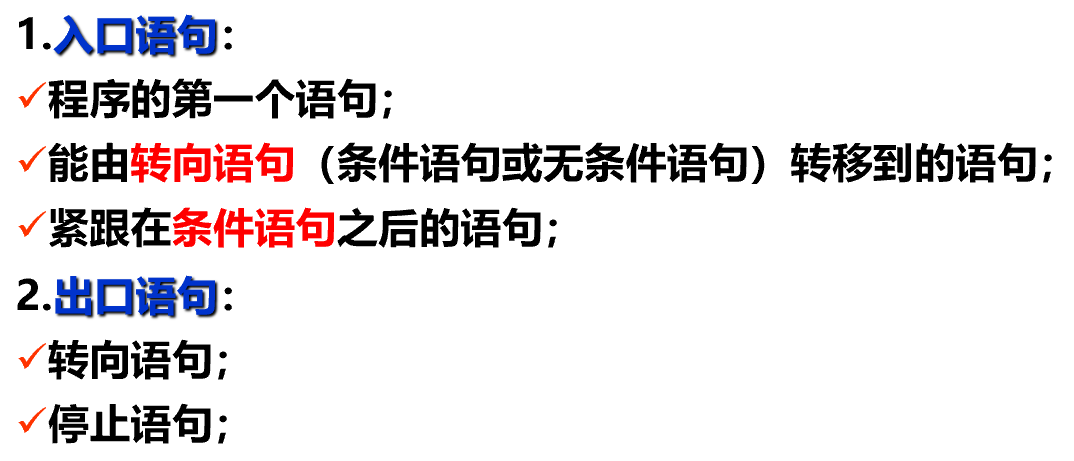 1.入口语句：
✓程序的第一个语句；
✓能由转向语句（条件语句或无条件语句）转移到的语句；
✓紧跟在条件语句之后的语句；
2.出口语句：
✓转向语句；
✓停止语句；